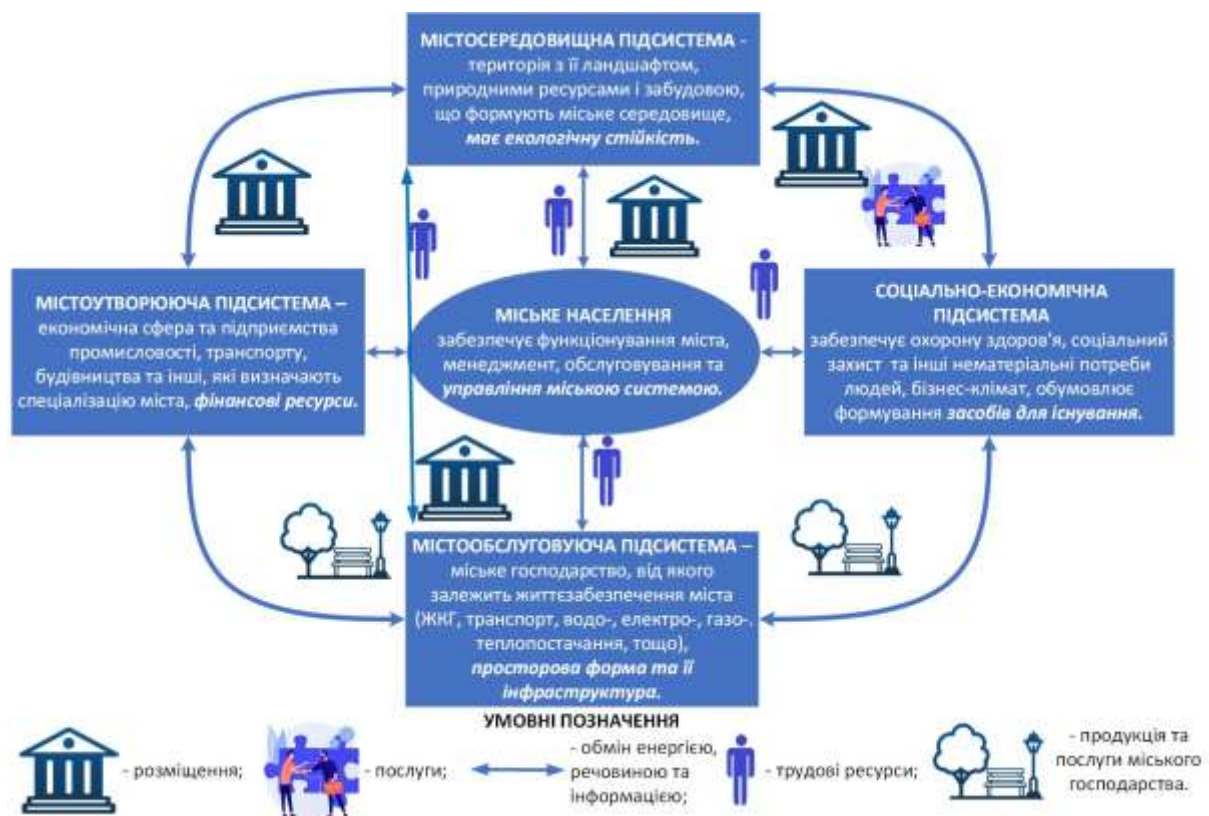 МІСТОСЕРЕДОВИЩНА ПІДСИСТЕМА -
територія з її ландшафтом,
природними ресурсами і забудовою,
що формують міське середовище,
має екологічну стійкість.
МІСТОУТВОРЮЮЧА ПІДСИСТЕМА –
економічна сфера та підприємства
промисловості, транспорту,
будівництва та інші, які визначають
спеціалізацію міста, фінансові ресурси.
МІСЬКЕ НАСЕЛЕННЯ
забезпечує функціонування міста,
менеджмент, обслуговування та
управління міською системою.
СОЦІАЛЬНО-ЕКОНОМІЧНА
ПІДСИСТЕМА
забезпечує охорону здоров'я, соціальний
захист та інші нематеріальні потреби
людей, бізнес-клімат, обумовлює
формування засобів для існування.
МІСТООБСЛУГОВУЮЧА ПІДСИСТЕМА –
міське господарство, від якого
залежить життєзабезпечення міста
(ЖКГ, транспорт, водо-, електро-, газо-.
теплопостачання, тощо),
просторова форма та її
інфраструктура.
УМОВНІ ПОЗНАЧЕННЯ
- розміщення;
- послуги;
- обмін енергією,
речовиною та
інформацією;
- трудові ресурси;
- продукція та
послуги міського
господарства.